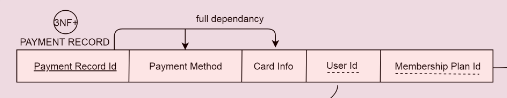 3NF+
full dependancy
PAYMENT RECORD
Payment Record Id Payment Method Card Info User Id Membership Plan Id